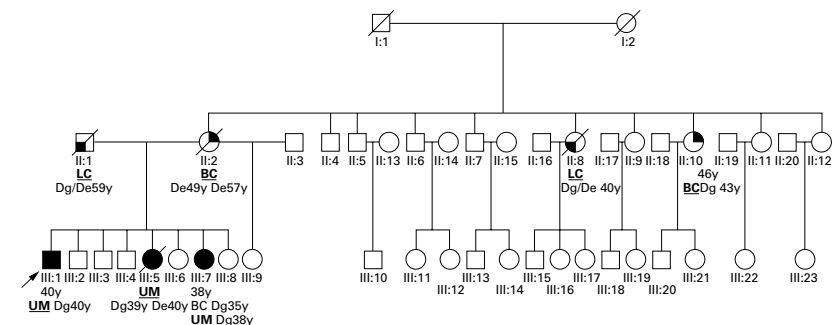 I:1 I:2
II:1 II:2 II:3 II:4 II:5 II:13 II:6 II:14 II:7 II:15 II:16 II:8 II:17 II:9 II:18 II:10 II:19 II:11 II:20 II:12
LC BC LC 46y
Dg/De59y De49y De57y Dg/De 40y BCDg 43y
III:1 III:2 III:3 III:4 III:5 III:6 III:7 III:8 III:9 III:10 III:11 III:13 III:15 III:17 III:19 III:21 III:22 III:23
III:12 III:14 III:16 III:18 III:20
40y UM 38y
UM Dg40y Dg39y De40y BC Dg35y
UM Dg38y